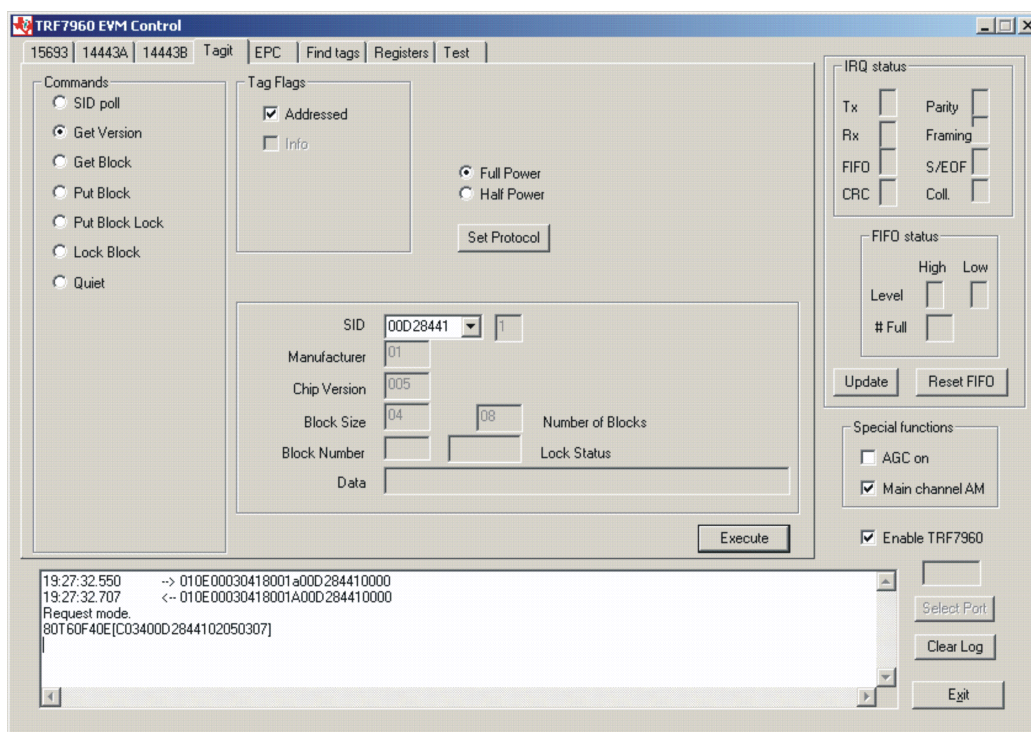 TRF7960 EVM Control
15693 14443A 14443B Tagit EPC Find tags Registers Test
Commands
SID poll
Get Version
Get Block
Put Block
Put Block Lock
Lock Block
Quiet
Tag Flags
Addressed
Info
Full Power
Half Power
Set Protocol
SID 00D28441 1
Manufacturer 01
Chip Version 005
Block Size 04 08 Number of Blocks
Block Number Lock Status
Data
Execute
IRQ status
Tx Parity
Rx Framing
FIFO S/EOF
CRC Coll.
FIFO status
High Low
Level
# Full
Update Reset FIFO
Special functions
AGC on
Main channel AM
Enable TRF7960
Select Port
Clear Log
Exit
19:27:32.550 --> 010E00030418001a00D284410000
19:27:32.707 <-- 010E00030418001A00D284410000
Request mode.
80T60F40E[C03400D2844102050307]